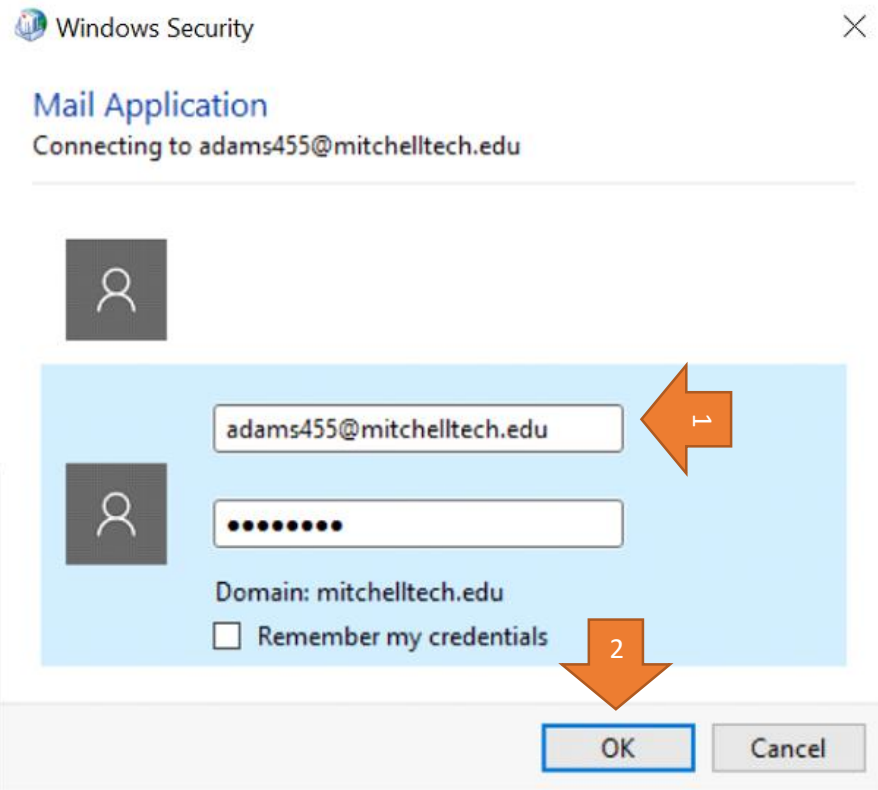 Windows Security
Mail Application
Connecting to adams455@mitchelltech.edu
adams455@mitchelltech.edu
1
••••••••
Domain: mitchelltech.edu
Remember my credentials
2
OK
Cancel